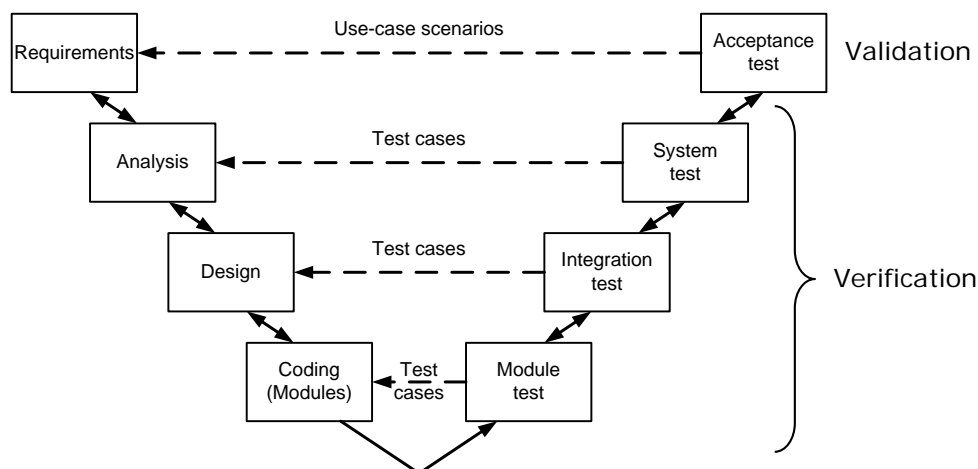 Use-case scenarios
Requirements
Acceptance
test
Validation
Test cases
Analysis
System
test
Test cases
Design
Integration
test
Verification
Coding
(Modules)
Test
cases
Module
test